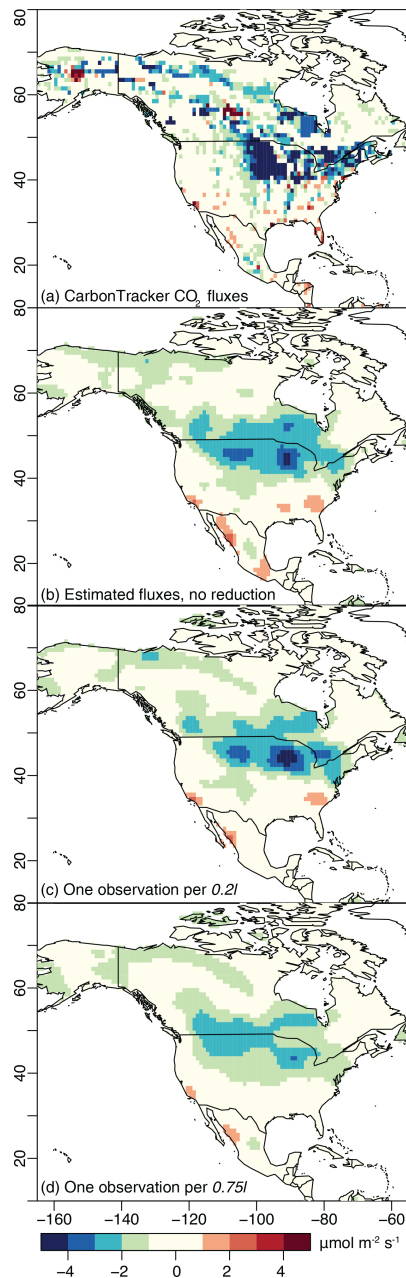 80
60
40
20
(a) CarbonTracker CO₂ fluxes
80
60
40
20
(b) Estimated fluxes, no reduction
80
60
40
20
(c) One observation per 0.2l
80
60
40
20
(d) One observation per 0.75l
−160 −140 −120 −100 −80 −60
−4 −2 0 2 4 μmol m⁻² s⁻¹